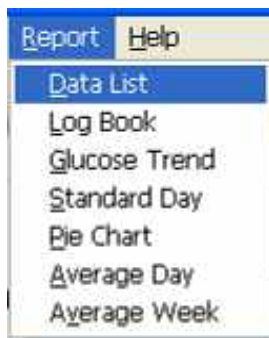 Report Help
Data List
Log Book
Glucose Trend
Standard Day
Pie Chart
Average Day
Average Week